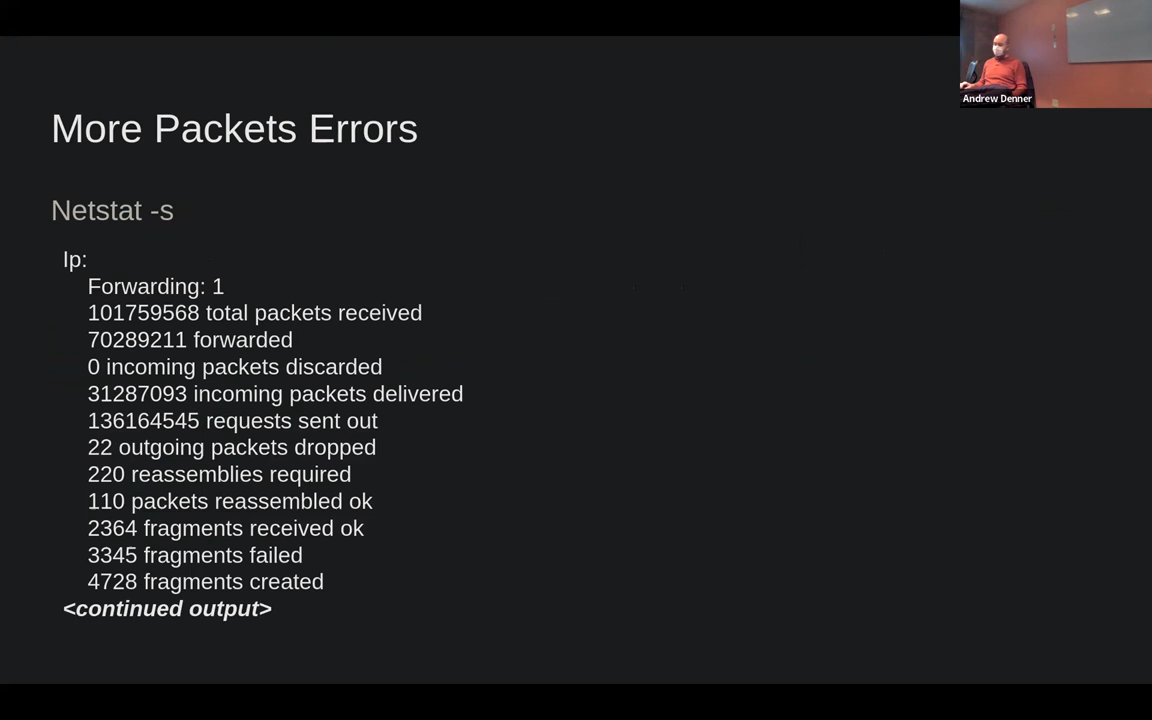 More Packets Errors
Netstat -s
Ip:
Forwarding: 1
101759568 total packets received
70289211 forwarded
0 incoming packets discarded
31287093 incoming packets delivered
136164545 requests sent out
22 outgoing packets dropped
220 reassemblies required
110 packets reassembled ok
2364 fragments received ok
3345 fragments failed
4728 fragments created
<continued output>
Andrew Denner